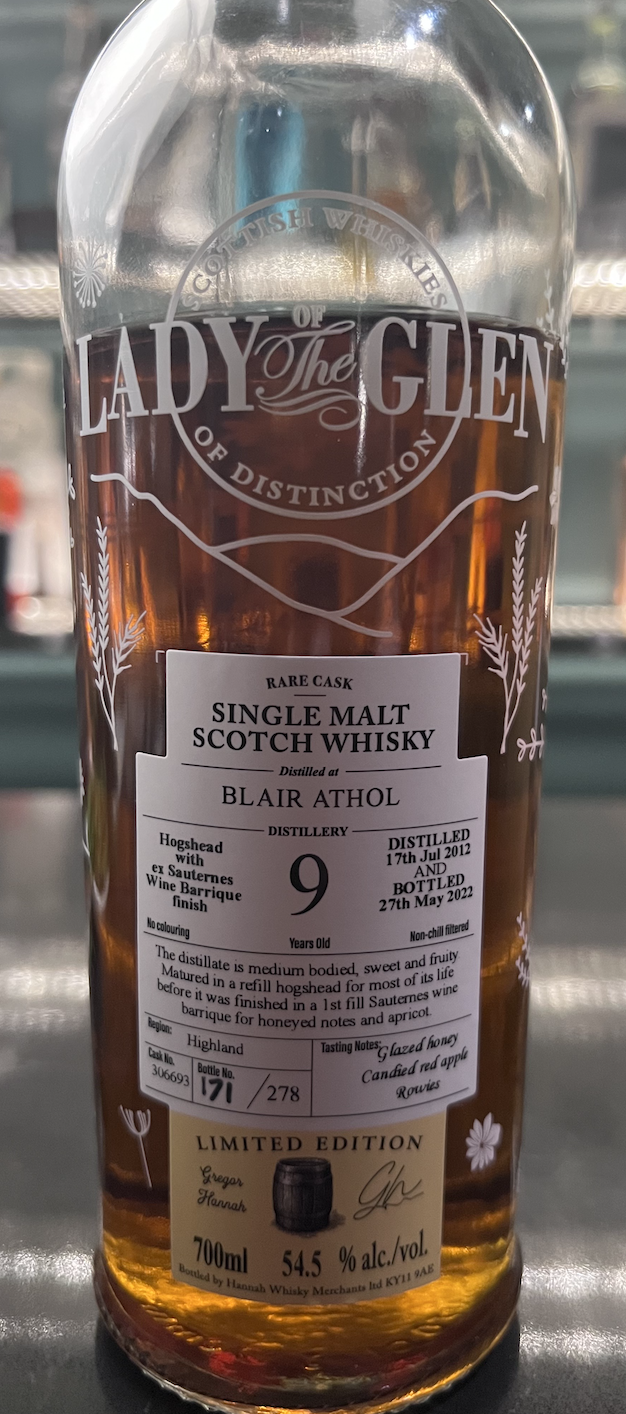 SCOTTISH WHISKIES
LADY OF The GLEN
OF DISTINCTION
RARE CASK
SINGLE MALT
SCOTCH WHISKY
Distilled at
BLAIR ATHOL
DISTILLERY
Hogshead
with
ex Sauternes
Wine Barrique
finish
9
Years Old
DISTILLED
17th Jul 2012
AND
BOTTLED
27th May 2022
No colouring
Non-chill filtered
The distillate is medium bodied, sweet and fruity.
Matured in a refill hogshead for most of its life
before it was finished in a 1st fill Sauternes wine
barrique for honeyed notes and apricot.
Region:
Highland
Cask No.
306693
Bottle No.
171 /278
Tasting Notes: Glazed honey
Candied red apple
Rowies
LIMITED EDITION
Gregor
Hannah
700ml 54.5 % alc./vol.
Bottled by Hannah Whisky Merchants ltd KY11 9AE